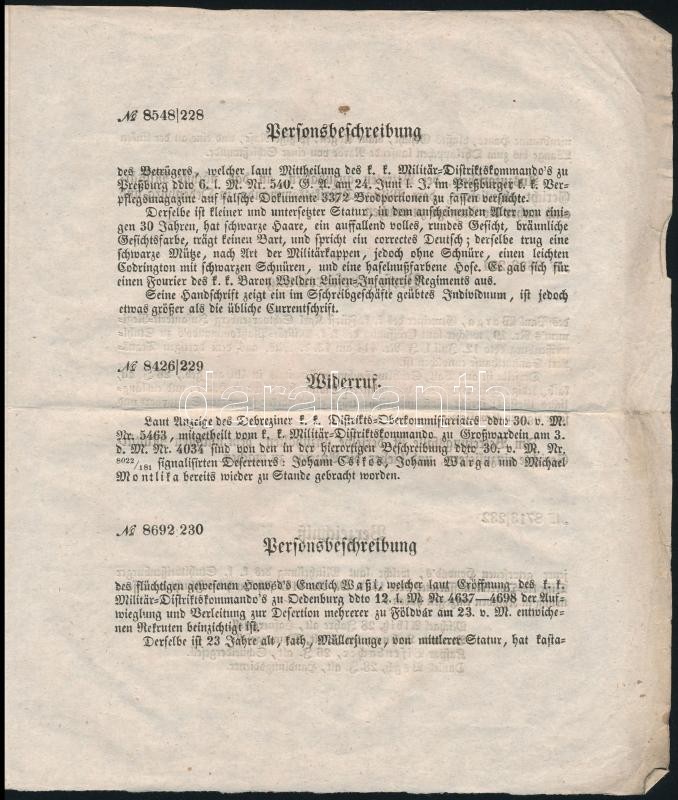 № 8548|228
Personsbeschreibung
des Betrügers, welcher laut Mittheilung des k. k. Militär-Distriktskommando's zu
Preßburg ddto 6. l. M. Nr. 540. G. A. am 24. Juni l. J. im Preßburger k. k. Ver-
pflegsmagazine auf falsche Dokumente 3372 Brodportionen zu fassen versuchte.
Derselbe ist kleiner und untersetzter Statur, in dem anscheinenden Alter von eini-
gen 30 Jahren, hat schwarze Haare, ein auffallend volles, rundes Gesicht, bräunliche
Gesichtsfarbe, trägt keinen Bart, und spricht ein correctes Deutsch; derselbe trug eine
schwarze Mütze, nach Art der Militärkappen, jedoch ohne Schnüre, einen leichten
Codrington mit schwarzen Schnüren, und eine haselnußfarbene Hose. Er gab sich für
einen Fourier des k. k. Baron Welden Linien-Infanterie Regiments aus.
Seine Handschrift zeigt ein im Sschreibgeschäfte geübtes Individuum, ist jedoch
etwas größer als die übliche Currentschrift.
№ 8426|229
Widerruf.
Laut Anzeige des Debreziner k. k. Distrikts-Oberkommissariates ddto 30. v. M.
Nr. 5463, mitgetheilt vom k. k. Militär-Distriktskommando zu Großwardein am 3.
d. M. Nr. 4034 sind von den in der hierortigen Beschreibung ddto 30. v. M. Nr.
8022/181 signalisirten Deserteurs: Johann Csikos, Johann Warga und Michael
Montlika bereits wieder zu Stande gebracht worden.
№ 8692 230
Personsbeschreibung
des flüchtigen gewesenen Honvéd's Emerich Waßi, welcher laut Eröffnung des k. k.
Militär-Distriktskommando's zu Oedenburg ddto 12. l. M. Nr 4637—4698 der Auf-
wieglung und Verleitung zur Desertion mehrerer zu Földvár am 23. v. M. entwiche-
nen Rekruten beinzichtigt ist.
Derselbe ist 23 Jahre alt, kath., Müllersjunge, von mittlerer Statur, hat kasta-
darabanth.com